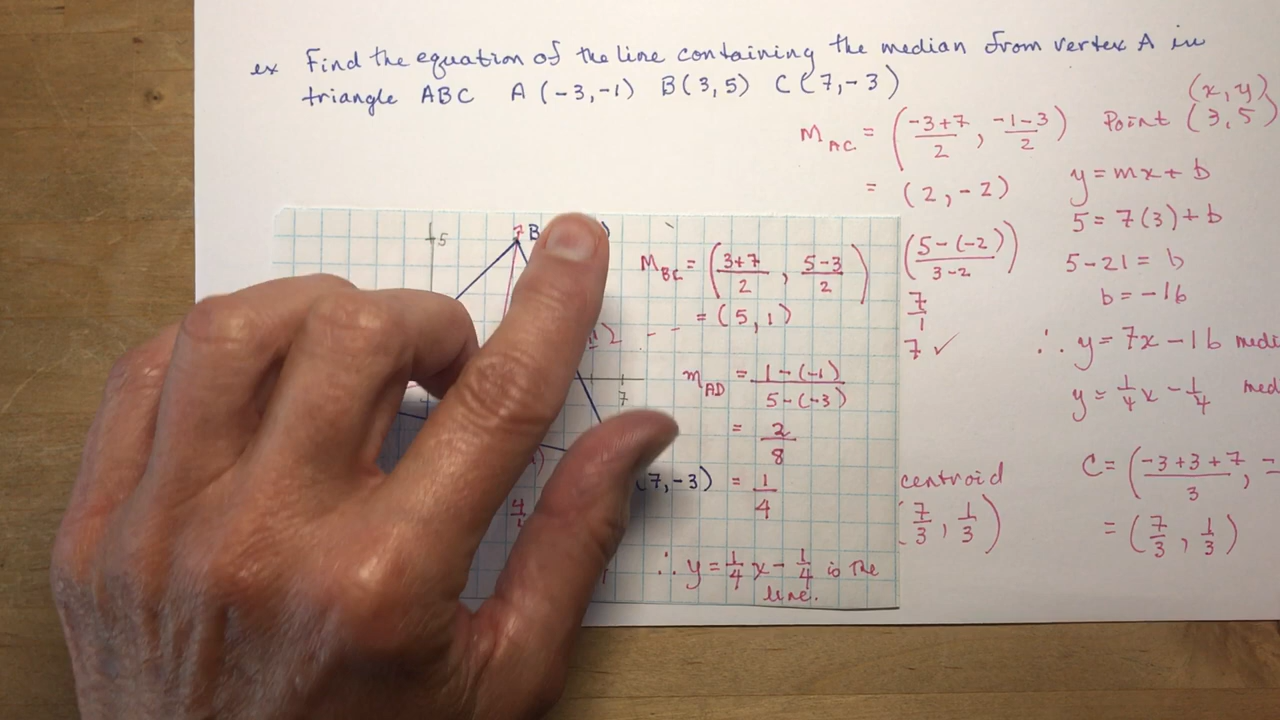 ex Find the equation of the line containing the median from vertex A in
triangle ABC A (-3,-1) B(3,5) C(7,-3)
M_AC = ((-3+7)/2, (-1-3)/2)
= (2,-2)
(5-(-2))/(3-2)
7/1
7 ✓
(x,y)
Point (3,5)
y = mx + b
5 = 7(3) + b
5-21 = b
b = -16
∴ y = 7x - 16
y = 1/4 x - 1/4
5
7
B
7
M_BC = ((3+7)/2, (5-3)/2)
= (5,1)
m_AD = (1-(-1))/(5-(-3))
= 2/8
= 1/4
(7,-3)
∴ y = 1/4 x - 1/4 is the
line.
centroid
(7/3, 1/3)
C = (-3+3+7)/3,
= (7/3, 1/3)